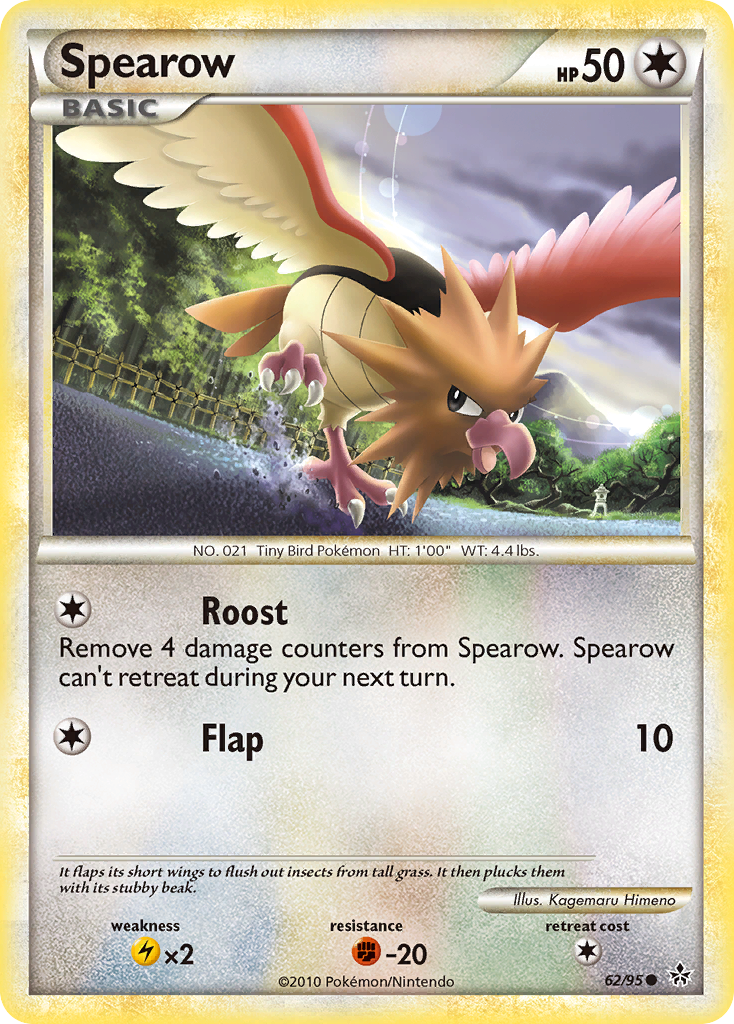 Spearow
HP 50
BASIC
NO. 021 Tiny Bird Pokémon HT: 1'00" WT: 4.4 lbs.
Roost
Remove 4 damage counters from Spearow. Spearow
can't retreat during your next turn.
Flap 10
It flaps its short wings to flush out insects from tall grass. It then plucks them
with its stubby beak.
Illus. Kagemaru Himeno
weakness resistance retreat cost
×2 -20
©2010 Pokémon/Nintendo 62/95